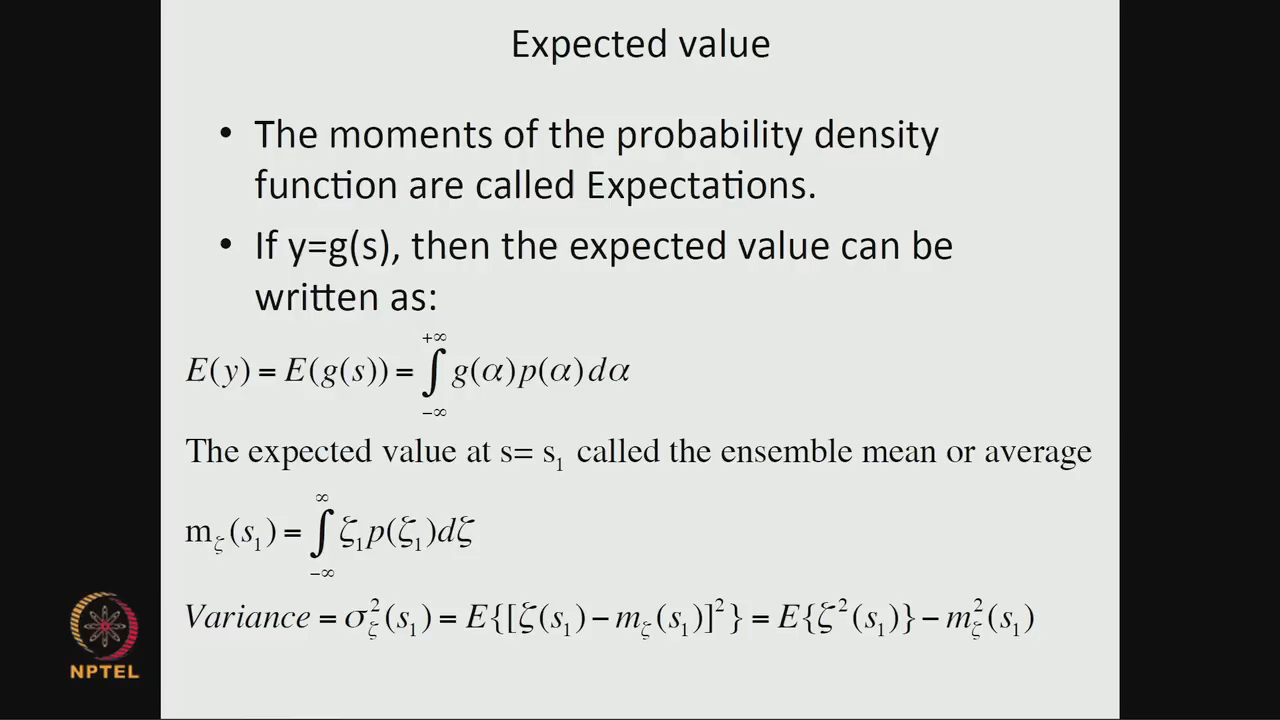 Expected value
• The moments of the probability density
function are called Expectations.
• If y=g(s), then the expected value can be
written as:
E(y) = E(g(s)) = ∫_{−∞}^{+∞} g(α)p(α)dα
The expected value at s= s₁ called the ensemble mean or average
m_ζ(s₁) = ∫_{−∞}^{∞} ζ₁p(ζ₁)dζ
Variance = σ_ζ²(s₁) = E{[ζ(s₁) − m_ζ(s₁)]²} = E{ζ²(s₁)} − m_ζ²(s₁)
NPTEL